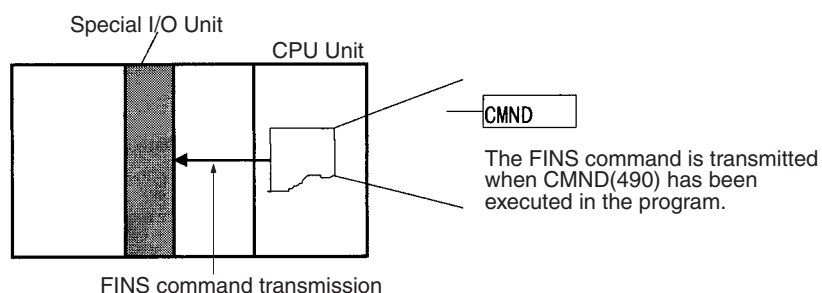 Special I/O Unit
CPU Unit
CMND
The FINS command is transmitted
when CMND(490) has been
executed in the program.
FINS command transmission